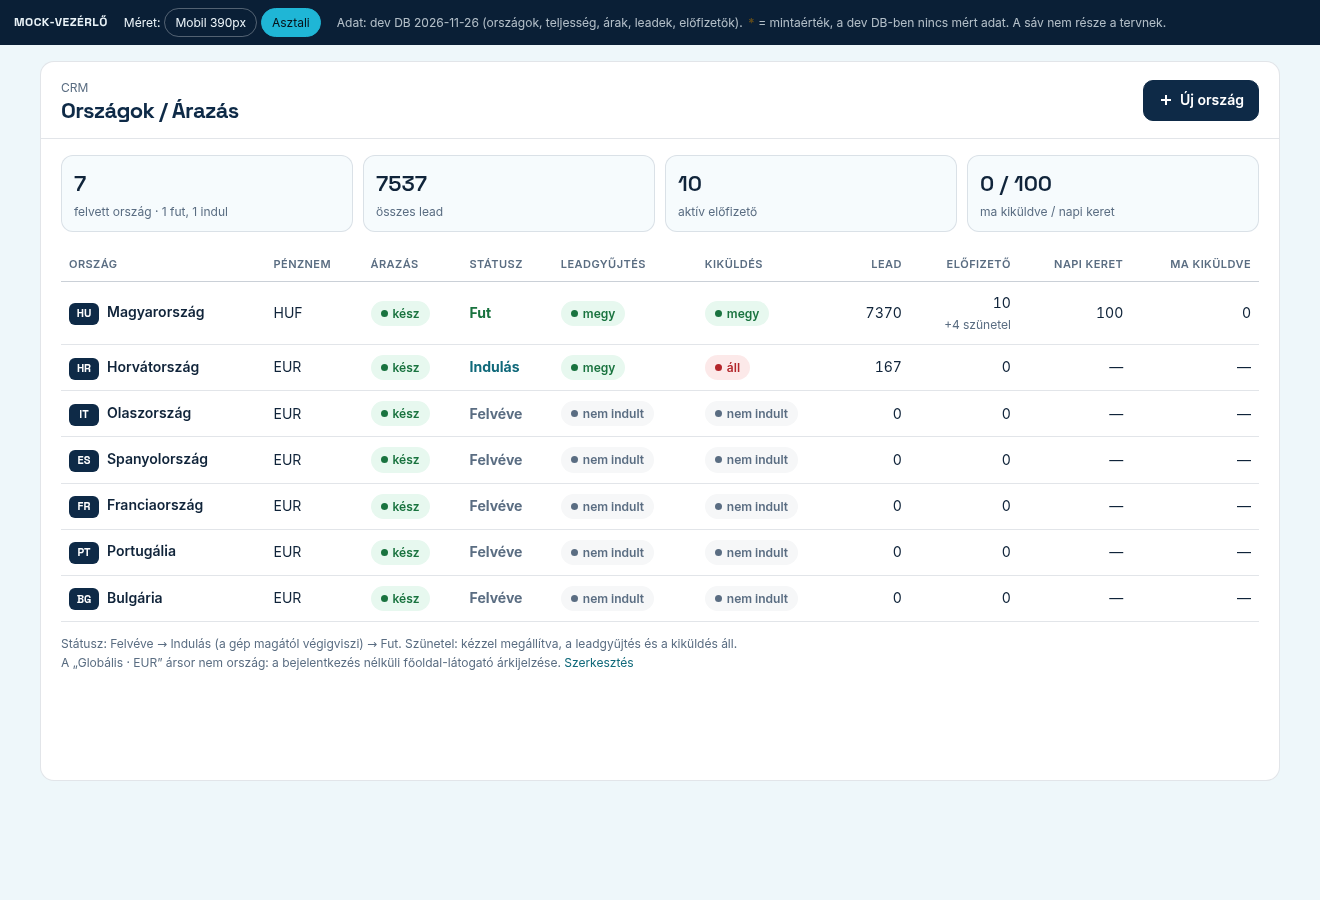 MOCK-VEZÉRLŐ Méret: Mobil 390px Asztali Adat: dev DB 2026-11-26 (országok, teljesség, árak, leadek, előfizetők). * = mintaérték, a dev DB-ben nincs mért adat. A sáv nem része a tervnek.
CRM
Országok / Árazás
+ Új ország
7
felvett ország · 1 fut, 1 indul
7537
összes lead
10
aktív előfizető
0 / 100
ma kiküldve / napi keret
ORSZÁG PÉNZNEM ÁRAZÁS STÁTUSZ LEADGYŰJTÉS KIKÜLDÉS LEAD ELŐFIZETŐ NAPI KERET MA KIKÜLDVE
HU Magyarország HUF kész Fut megy megy 7370 10 100 0
+4 szünetel
HR Horvátország EUR kész Indulás megy áll 167 0 — —
IT Olaszország EUR kész Felvéve nem indult nem indult 0 0 — —
ES Spanyolország EUR kész Felvéve nem indult nem indult 0 0 — —
FR Franciaország EUR kész Felvéve nem indult nem indult 0 0 — —
PT Portugália EUR kész Felvéve nem indult nem indult 0 0 — —
BG Bulgária EUR kész Felvéve nem indult nem indult 0 0 — —
Státusz: Felvéve → Indulás (a gép magától végigviszi) → Fut. Szünetel: kézzel megállítva, a leadgyűjtés és a kiküldés áll.
A „Globális · EUR” ársor nem ország: a bejelentkezés nélküli főoldal-látogató árkijelzése. Szerkesztés